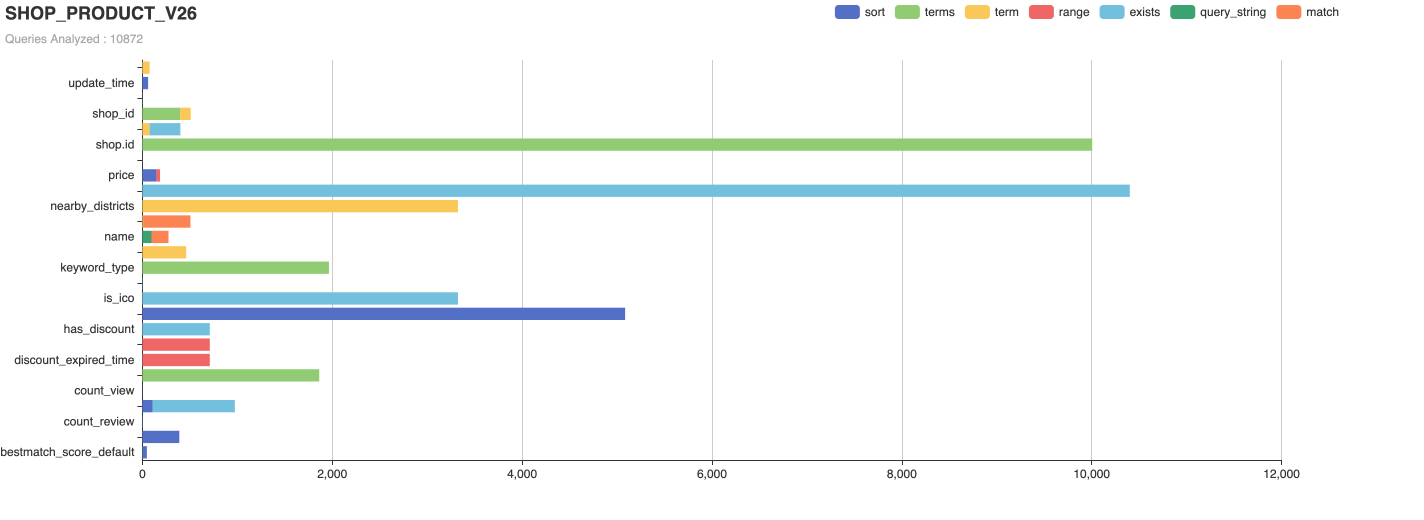 SHOP_PRODUCT_V26
Queries Analyzed : 10872
sort terms term range exists query_string match
update_time
shop_id
shop.id
price
nearby_districts
name
keyword_type
is_ico
has_discount
discount_expired_time
count_view
count_review
bestmatch_score_default
0 2,000 4,000 6,000 8,000 10,000 12,000